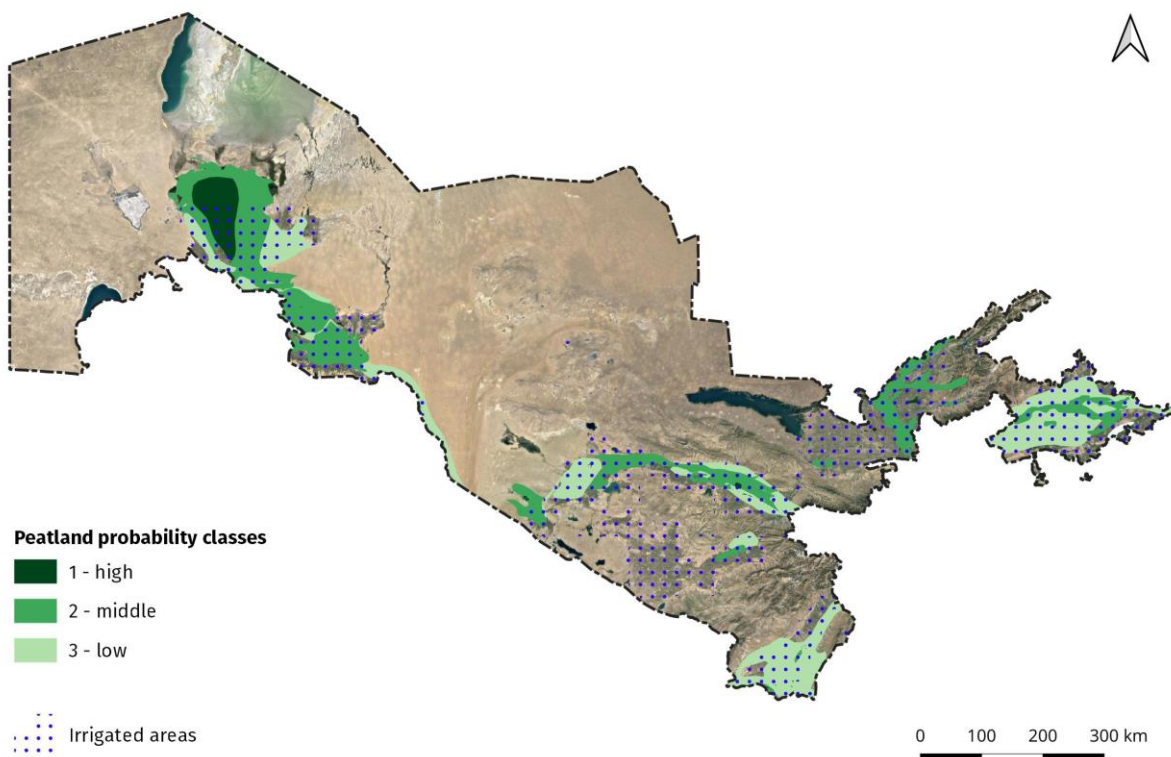 Peatland probability classes
1 - high
2 - middle
3 - low
Irrigated areas
0 100 200 300 km